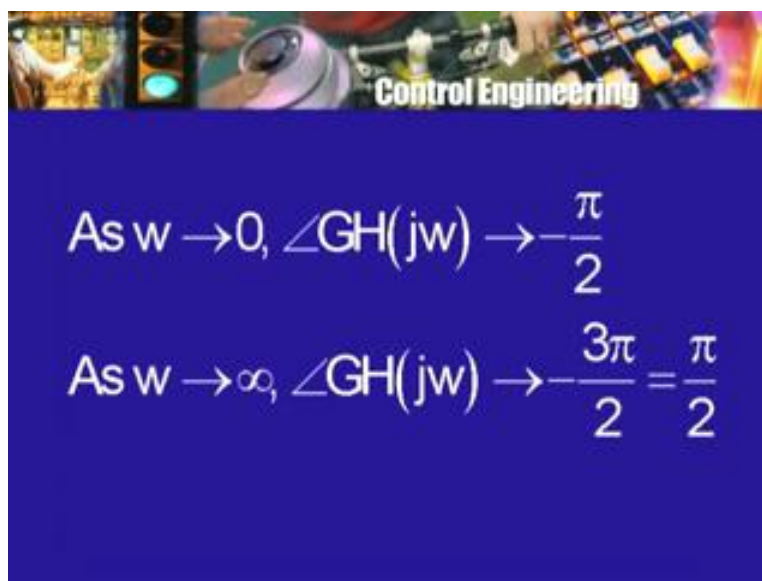 Control Engineering
As w →0, ∠GH(jw) →-π/2
As w →∞, ∠GH(jw) →-3π/2 = π/2